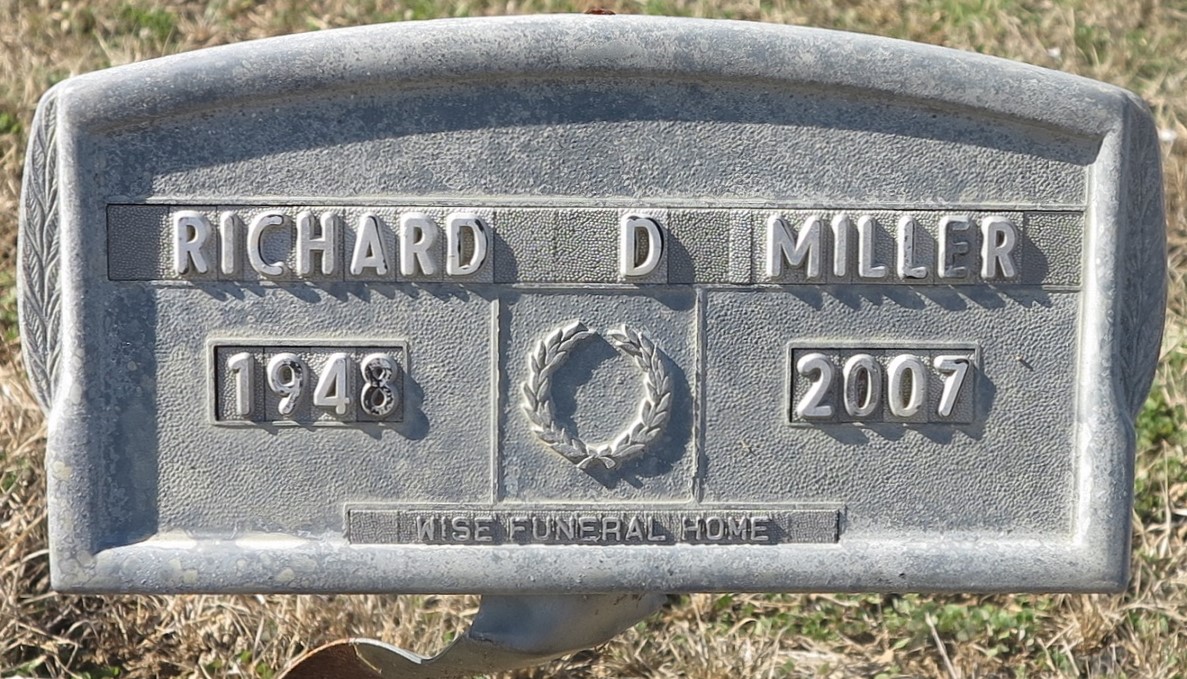 RICHARD D MILLER
1948 2007
WISE FUNERAL HOME